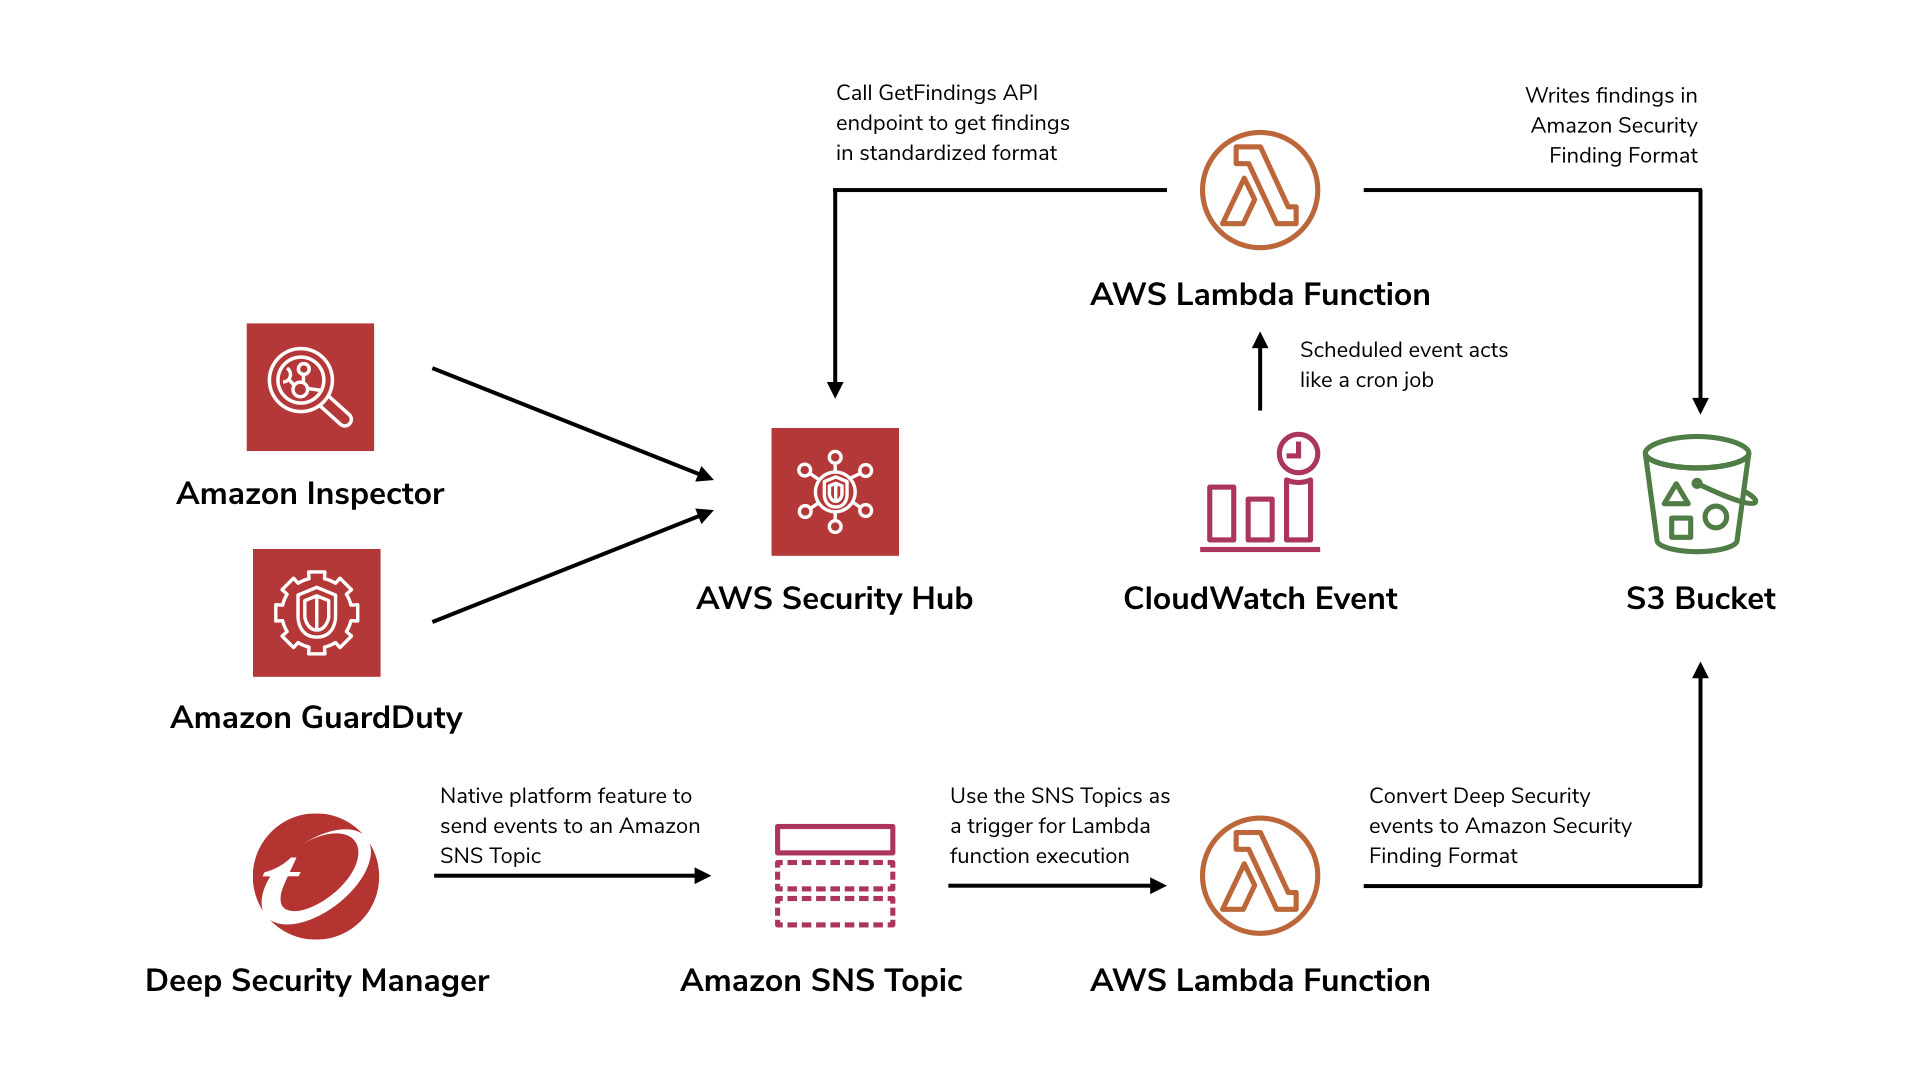 Call GetFindings API
endpoint to get findings
in standardized format
Writes findings in
Amazon Security
Finding Format
AWS Lambda Function
Scheduled event acts
like a cron job
Amazon Inspector
AWS Security Hub
CloudWatch Event
S3 Bucket
Amazon GuardDuty
Native platform feature to
send events to an Amazon
SNS Topic
Use the SNS Topics as
a trigger for Lambda
function execution
Convert Deep Security
events to Amazon Security
Finding Format
Deep Security Manager
Amazon SNS Topic
AWS Lambda Function